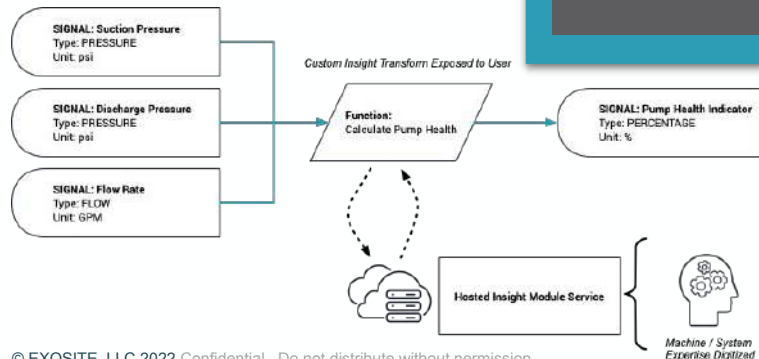 SIGNAL: Suction Pressure
Type: PRESSURE
Unit: psi
Custom Insight Transform Exposed to User
SIGNAL: Discharge Pressure
Type: PRESSURE
Unit: psi
Function:
Calculate Pump Health
SIGNAL: Pump Health Indicator
Type: PERCENTAGE
Unit: %
SIGNAL: Flow Rate
Type: FLOW
Unit: GPM
Hosted Insight Module Service
Machine / System
Expertise Digitized
© EXOSITE, LLC 2022 Confidential - Do not distribute without permission